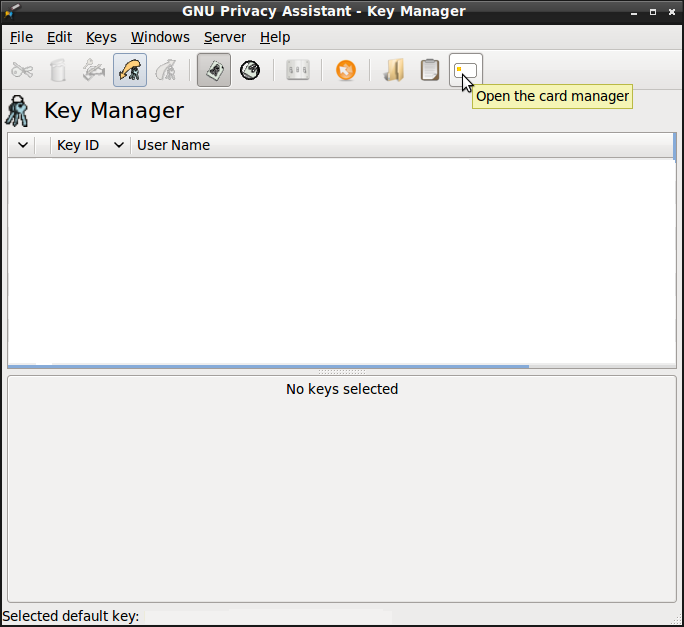 GNU Privacy Assistant - Key Manager
File Edit Keys Windows Server Help
Open the card manager
Key Manager
Key ID User Name
No keys selected
Selected default key: